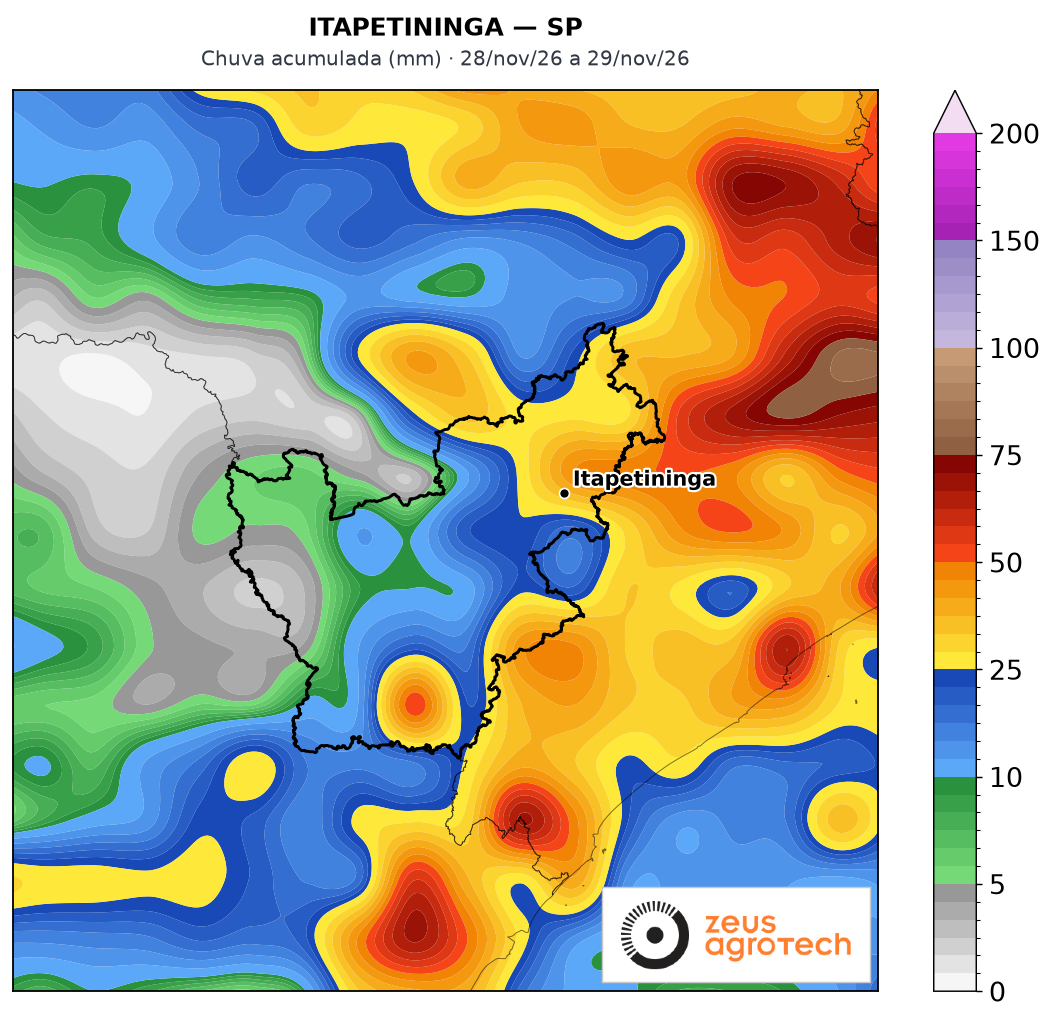 ITAPETININGA — SP
Chuva acumulada (mm) · 28/nov/26 a 29/nov/26
200
150
100
75
50
25
10
5
0
Itapetininga
zeus
agrotech